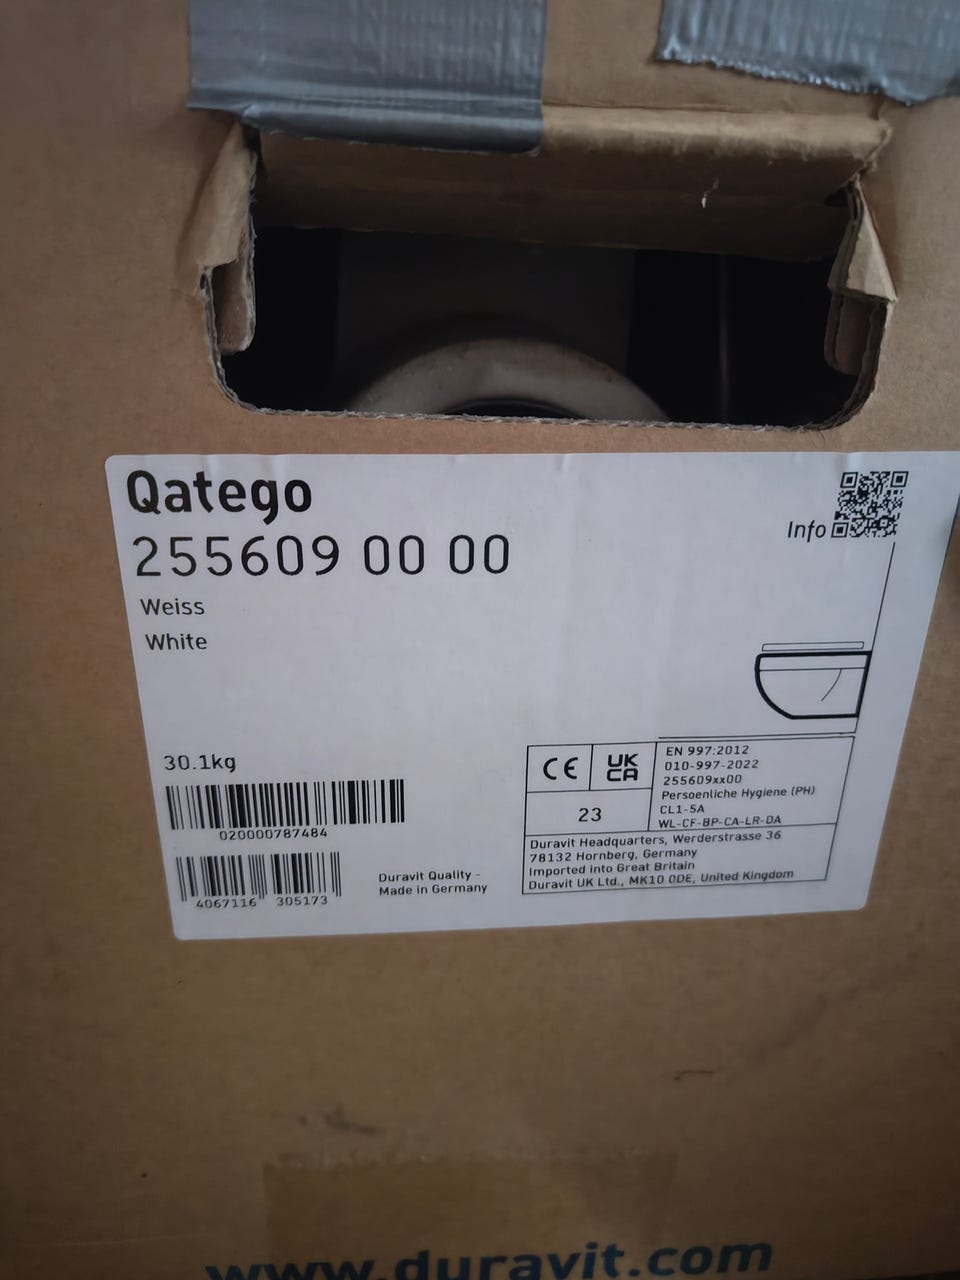 Qatego
255609 00 00
Weiss
White
Info
30.1kg
020000787484
4067116 305173
Duravit Quality -
Made in Germany
CE
UK
CA
23
EN 997:2012
010-997-2022
255609xx00
Persoenliche Hygiene (PH)
CL1-5A
WL-CF-BP-CA-LR-DA
Duravit Headquarters, Werderstrasse 36
78132 Hornberg, Germany
Imported into Great Britain
Duravit UK Ltd., MK10 0DE, United Kingdom
www.duravit.com